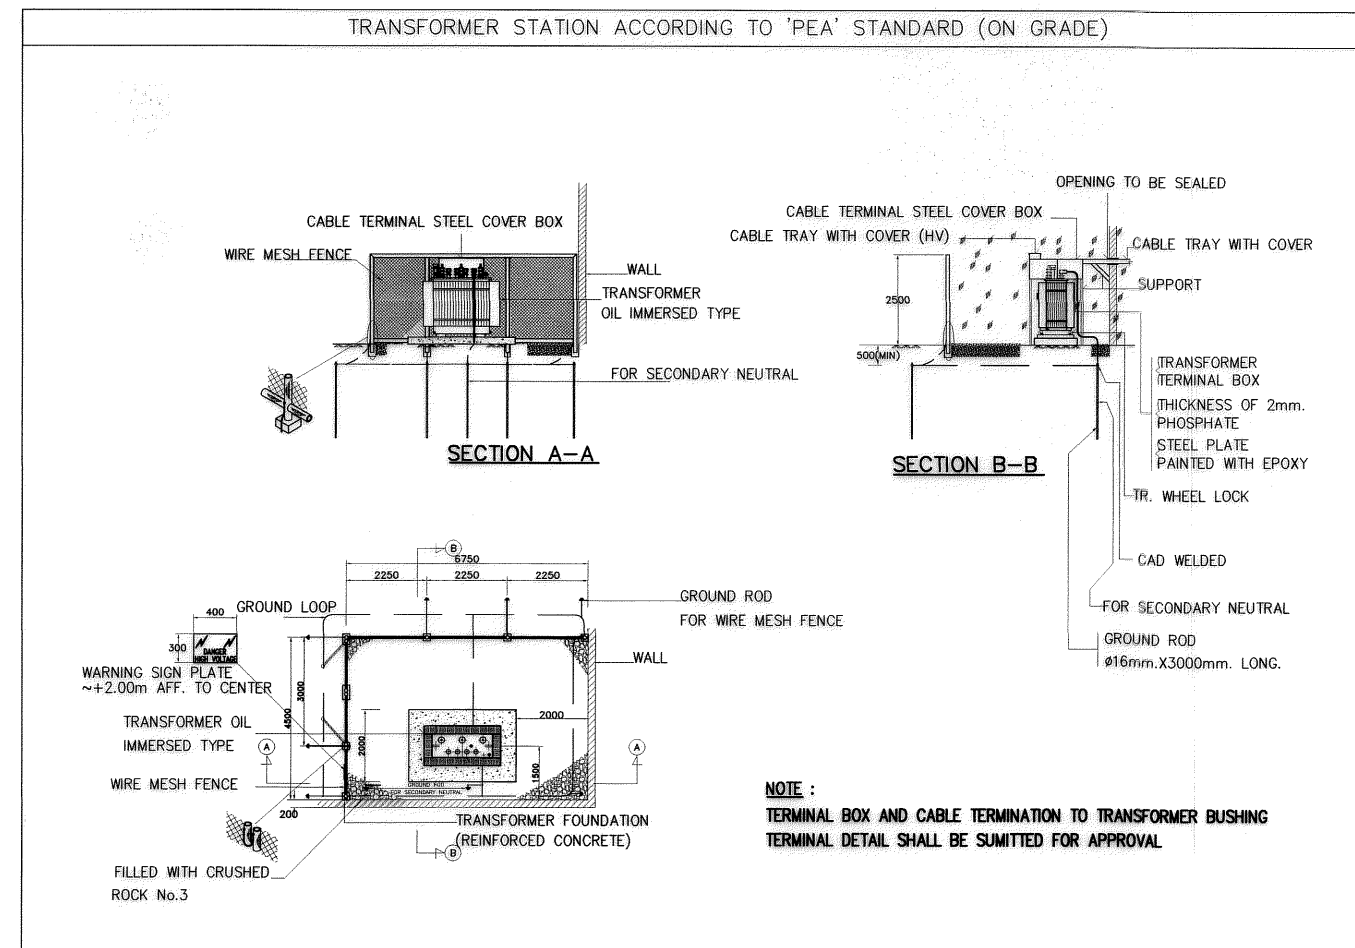 TRANSFORMER STATION ACCORDING TO 'PEA' STANDARD (ON GRADE)
CABLE TERMINAL STEEL COVER BOX
WIRE MESH FENCE
WALL
TRANSFORMER
OIL IMMERSED TYPE
FOR SECONDARY NEUTRAL
SECTION A-A
OPENING TO BE SEALED
CABLE TERMINAL STEEL COVER BOX
CABLE TRAY WITH COVER (HV)
CABLE TRAY WITH COVER
SUPPORT
2500
500(MIN)
TRANSFORMER
TERMINAL BOX
THICKNESS OF 2mm.
PHOSPHATE
STEEL PLATE
PAINTED WITH EPOXY
SECTION B-B
TR. WHEEL LOCK
CAD WELDED
FOR SECONDARY NEUTRAL
GROUND ROD
ø16mm.X3000mm. LONG.
B
6750
2250 2250 2250
GROUND ROD
FOR WIRE MESH FENCE
GROUND LOOP
400
300
DANGER
HIGH VOLTAGE
WALL
WARNING SIGN PLATE
~+2.00m AFF. TO CENTER
3000
4500
2000
2000
1500
TRANSFORMER OIL
IMMERSED TYPE
A
A
WIRE MESH FENCE
GROUND ROD
FOR SECONDARY NEUTRAL
200
TRANSFORMER FOUNDATION
(REINFORCED CONCRETE)
B
FILLED WITH CRUSHED
ROCK No.3
NOTE :
TERMINAL BOX AND CABLE TERMINATION TO TRANSFORMER BUSHING
TERMINAL DETAIL SHALL BE SUMITTED FOR APPROVAL